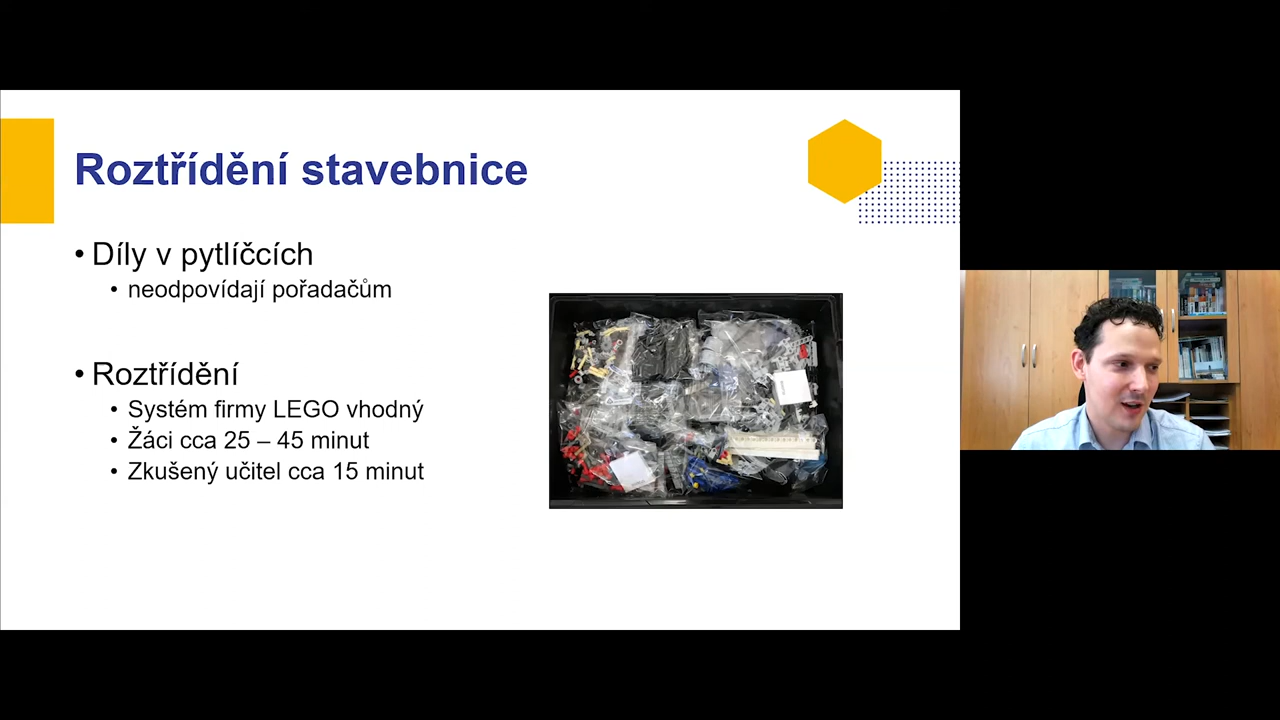 Roztřídění stavebnice
• Díly v pytlíčcích
• neodpovídají pořadačům
• Roztřídění
• Systém firmy LEGO vhodný
• Žáci cca 25 – 45 minut
• Zkušený učitel cca 15 minut